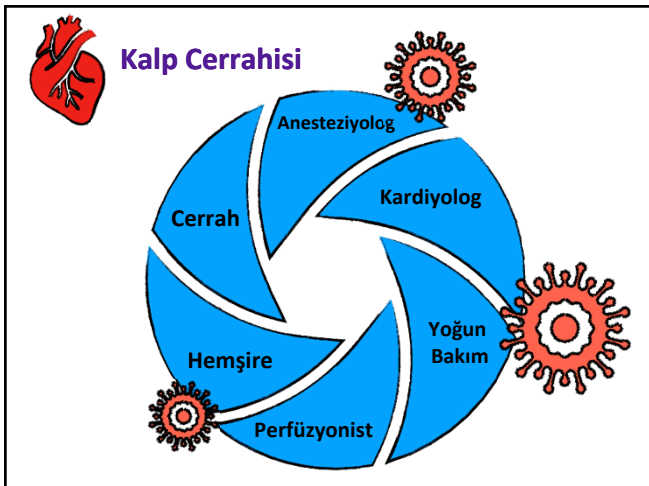 Kalp Cerrahisi
Anesteziyolog
Kardiyolog
Cerrah
Yoğun
Bakım
Hemşire
Perfüzyonist